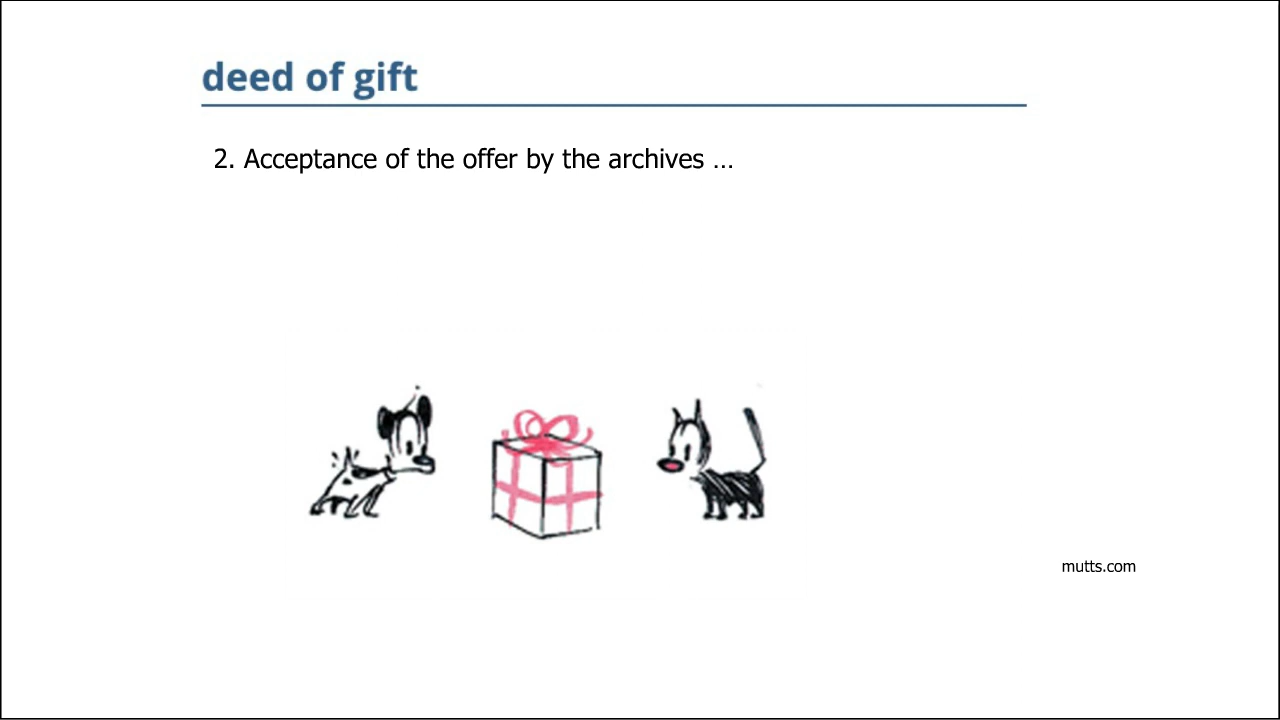 deed of gift
2. Acceptance of the offer by the archives ...
mutts.com